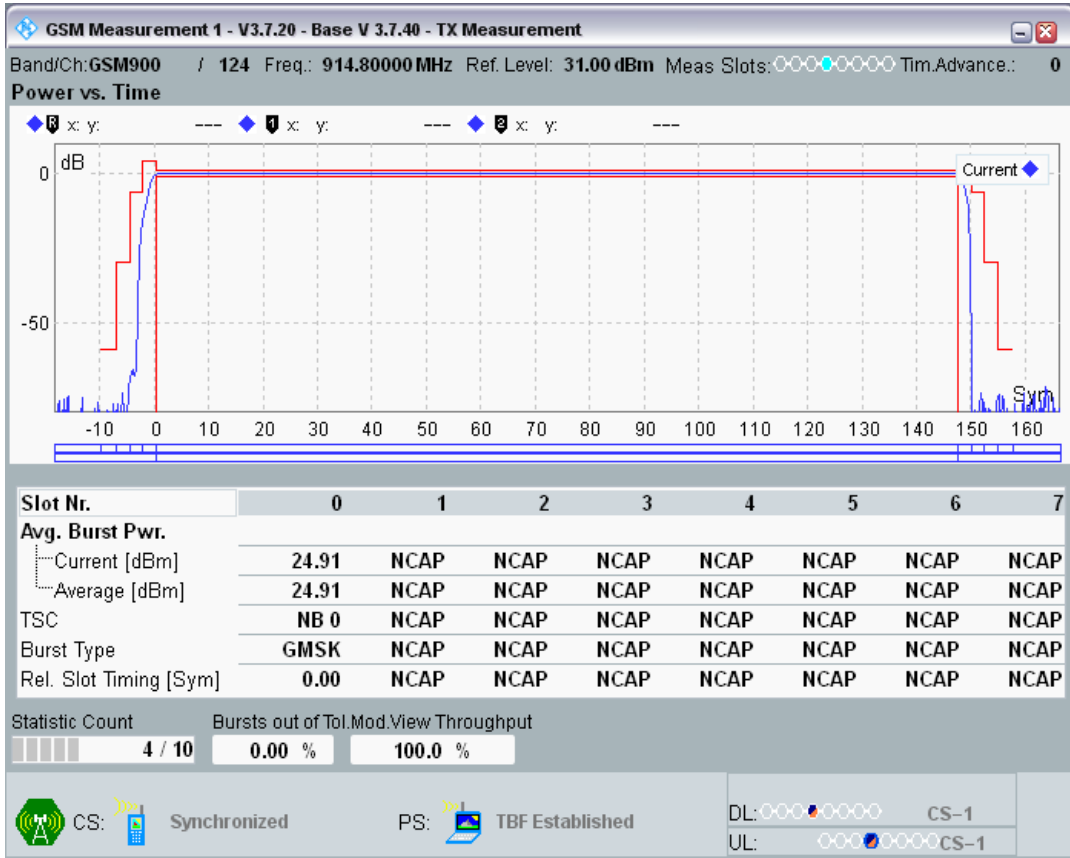 GSM Measurement 1 - V3.7.20 - Base V 3.7.40 - TX Measurement
Band/Ch:GSM900 / 124 Freq.: 914.80000 MHz Ref. Level: 31.00 dBm Meas Slots: Tim.Advance.: 0
Power vs. Time
R x: y: --- 1 x: y: --- 2 x: y: ---
dB
Current
0
-50
Sym
-10 0 10 20 30 40 50 60 70 80 90 100 110 120 130 140 150 160
Slot Nr. 0 1 2 3 4 5 6 7
Avg. Burst Pwr.
Current [dBm] 24.91 NCAP NCAP NCAP NCAP NCAP NCAP NCAP
Average [dBm] 24.91 NCAP NCAP NCAP NCAP NCAP NCAP NCAP
TSC NB 0 NCAP NCAP NCAP NCAP NCAP NCAP NCAP
Burst Type GMSK NCAP NCAP NCAP NCAP NCAP NCAP NCAP
Rel. Slot Timing [Sym] 0.00 NCAP NCAP NCAP NCAP NCAP NCAP NCAP
Statistic Count Bursts out of Tol.Mod.View Throughput
4 / 10 0.00 % 100.0 %
CS: Synchronized PS: TBF Established
DL: CS-1
UL: CS-1